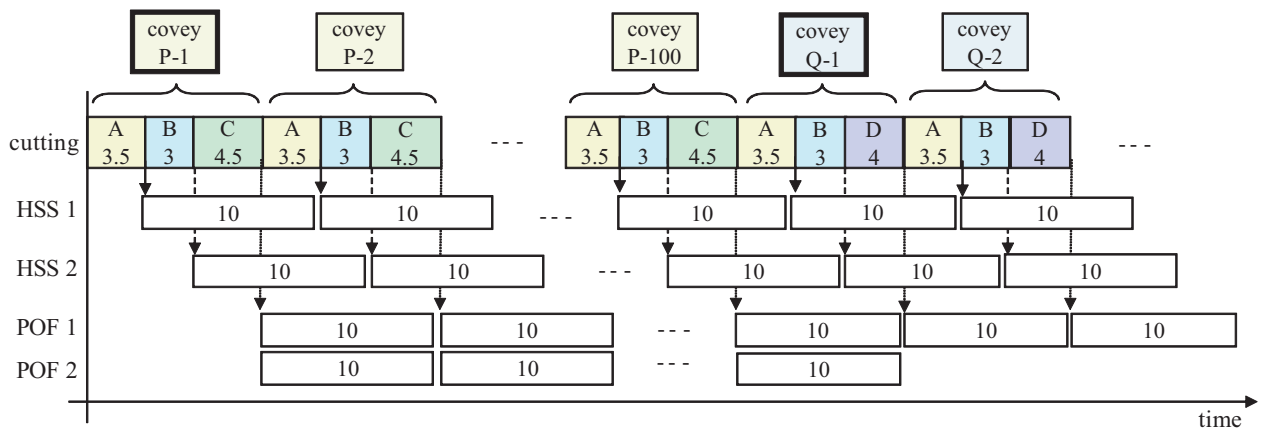 covey P-1
covey P-2
covey P-100
covey Q-1
covey Q-2
cutting A 3.5 B 3 C 4.5 A 3.5 B 3 C 4.5 - - - A 3.5 B 3 C 4.5 A 3.5 B 3 D 4 A 3.5 B 3 D 4 - - -
HSS 1 10 10 - - - 10 10 10
HSS 2 10 10 - - - 10 10 10
POF 1 10 10 - - - 10 10 10
POF 2 10 10 - - - 10
time